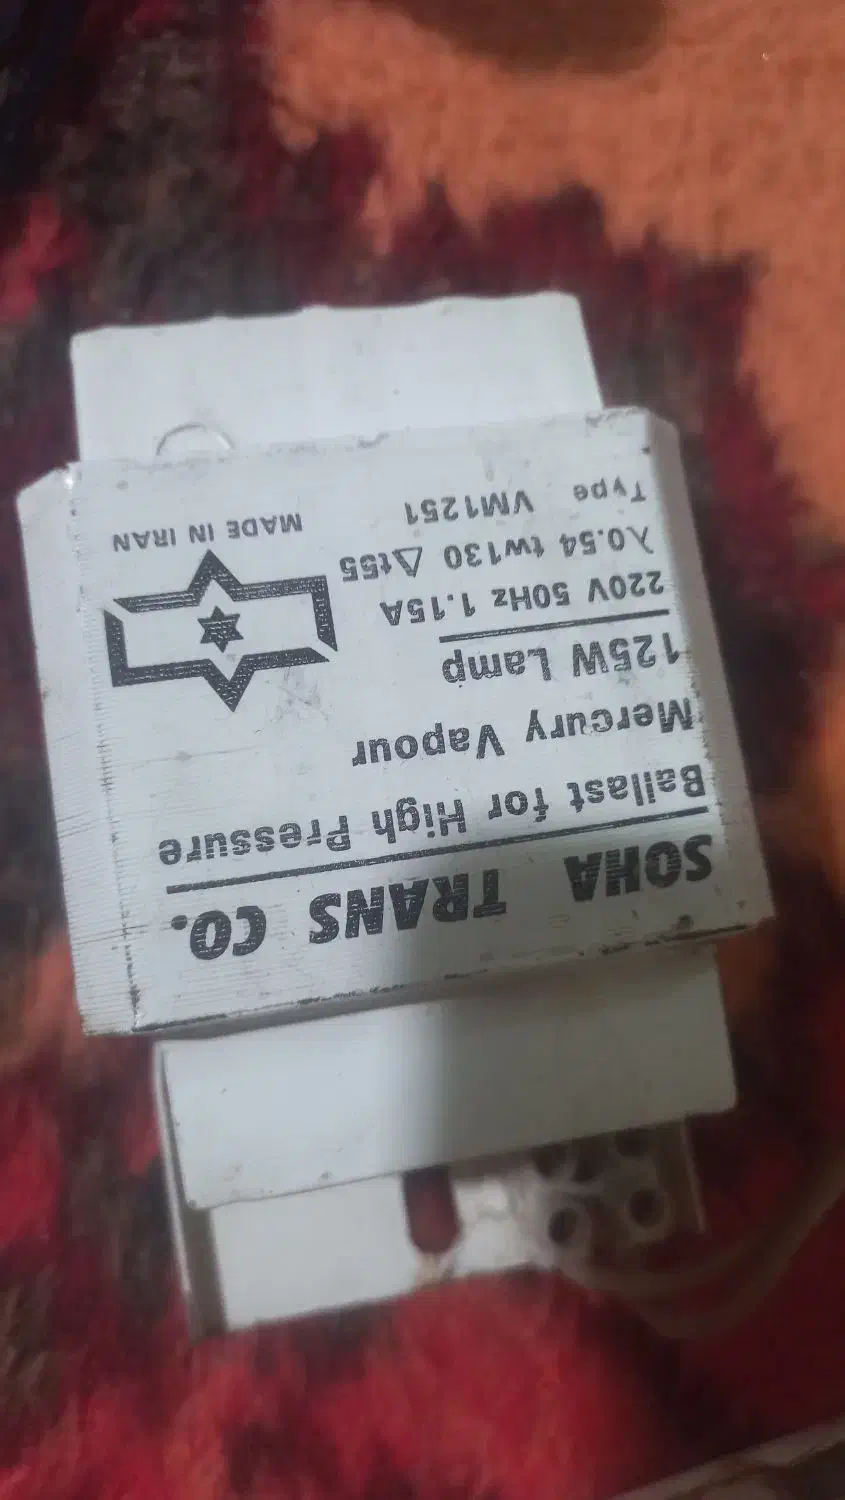 SOHA TRANS CO.
Ballast for High Pressure
Mercury Vapour
125W Lamp
220V 50Hz 1.15A
λ0.54 tw130 Δt55
Type VM1251
MADE IN IRAN